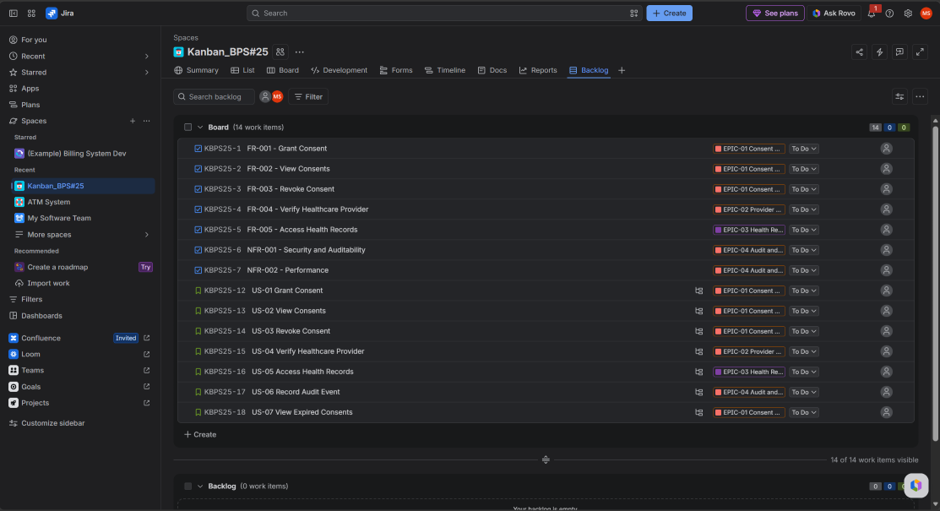 Jira
Search
Create
See plans
Ask Rovo
1
MS
For you
Recent
Starred
Apps
Plans
Spaces
Starred
(Example) Billing System Dev
Recent
Kanban_BPS#25
ATM System
My Software Team
More spaces
Recommended
Create a roadmap Try
Import work
Filters
Dashboards
Confluence Invited
Loom
Teams
Goals
Projects
Customize sidebar
Spaces
Kanban_BPS#25
Summary List Board Development Forms Timeline Docs Reports Backlog
Search backlog MS Filter
Board (14 work items) 14 0 0
KBPS25-1 FR-001 - Grant Consent EPIC-01 Consent ... To Do
KBPS25-2 FR-002 - View Consents EPIC-01 Consent ... To Do
KBPS25-3 FR-003 - Revoke Consent EPIC-01 Consent ... To Do
KBPS25-4 FR-004 - Verify Healthcare Provider EPIC-02 Provider ... To Do
KBPS25-5 FR-005 - Access Health Records EPIC-03 Health Re... To Do
KBPS25-6 NFR-001 - Security and Auditability EPIC-04 Audit and... To Do
KBPS25-7 NFR-002 - Performance EPIC-04 Audit and... To Do
KBPS25-12 US-01 Grant Consent EPIC-01 Consent ... To Do
KBPS25-13 US-02 View Consents EPIC-01 Consent ... To Do
KBPS25-14 US-03 Revoke Consent EPIC-01 Consent ... To Do
KBPS25-15 US-04 Verify Healthcare Provider EPIC-02 Provider ... To Do
KBPS25-16 US-05 Access Health Records EPIC-03 Health Re... To Do
KBPS25-17 US-06 Record Audit Event EPIC-04 Audit and... To Do
KBPS25-18 US-07 View Expired Consents EPIC-01 Consent ... To Do
Create
14 of 14 work items visible
Backlog (0 work items) 0 0
Your backlog is empty